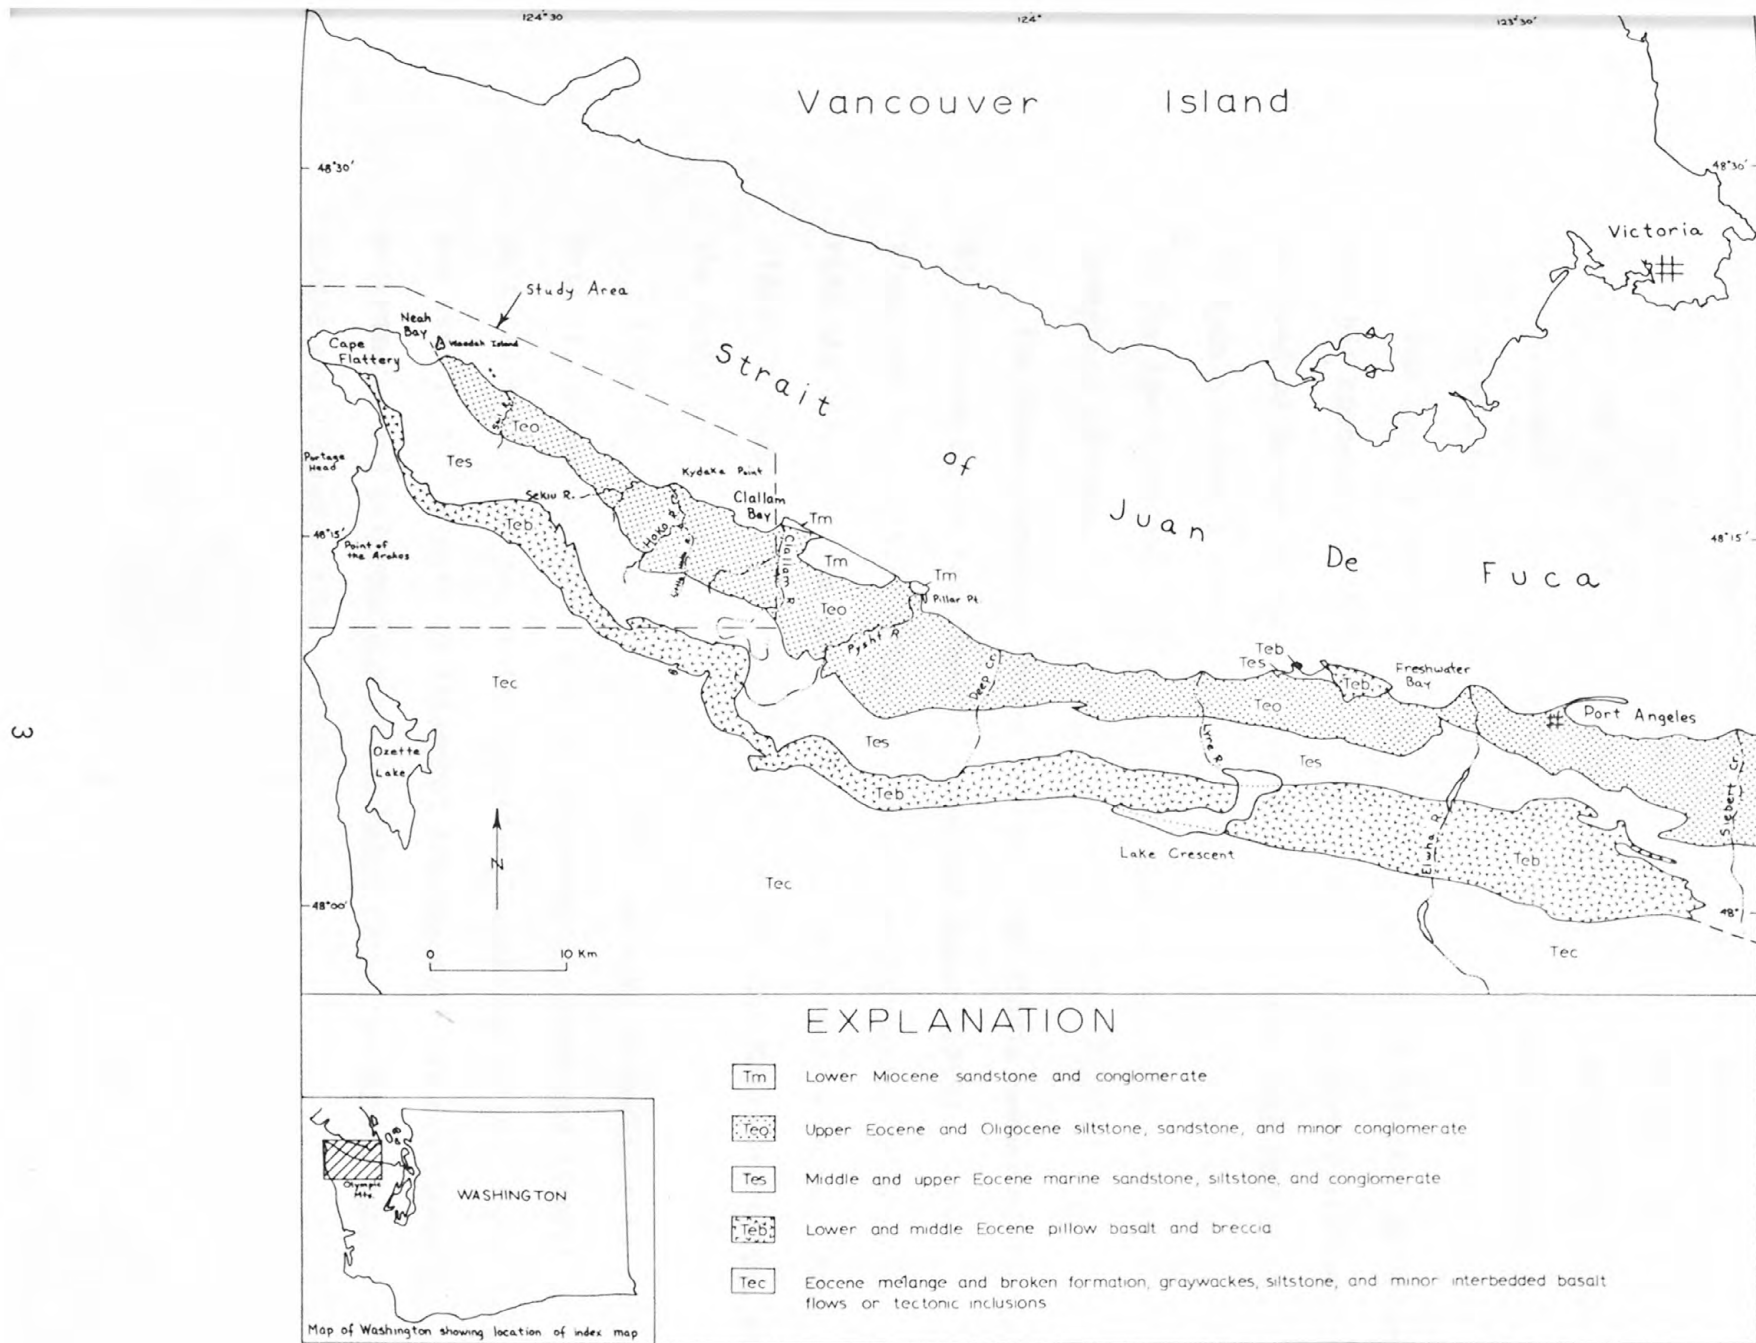 124°30
124°
123°30'
Vancouver Island
48°30'
48°30'
Victoria
Study Area
Neah
Bay
Waadah Island
Cape
Flattery
Strait
of
Juan
De
Fuca
Sail R.
Teo
Portage
Head
Tes
Kydaka Point
Sekiu R.
Clallam
Bay
Tm
Teb
Hoko R.
48°15'
48°15'
Point of
the Arches
Clallam R.
Tm
Tm
Pillar Pt.
Teo
Pysht R.
Teb
Tes
Freshwater
Bay
Teb
Tec
Deep Cr.
Teo
Port Angeles
Ozette
Lake
Tes
Lyre R.
Tes
Teb
Siebert Cr.
Elwha R.
Lake Crescent
Teb
N
Tec
48°00'
48°
0 10 Km
Tec
3
EXPLANATION
Tm Lower Miocene sandstone and conglomerate
Teo Upper Eocene and Oligocene siltstone, sandstone, and minor conglomerate
Tes Middle and upper Eocene marine sandstone, siltstone, and conglomerate
Teb Lower and middle Eocene pillow basalt and breccia
Tec Eocene mélange and broken formation, graywackes, siltstone, and minor interbedded basalt
flows or tectonic inclusions
Olympic
Mts.
WASHINGTON
Map of Washington showing location of index map